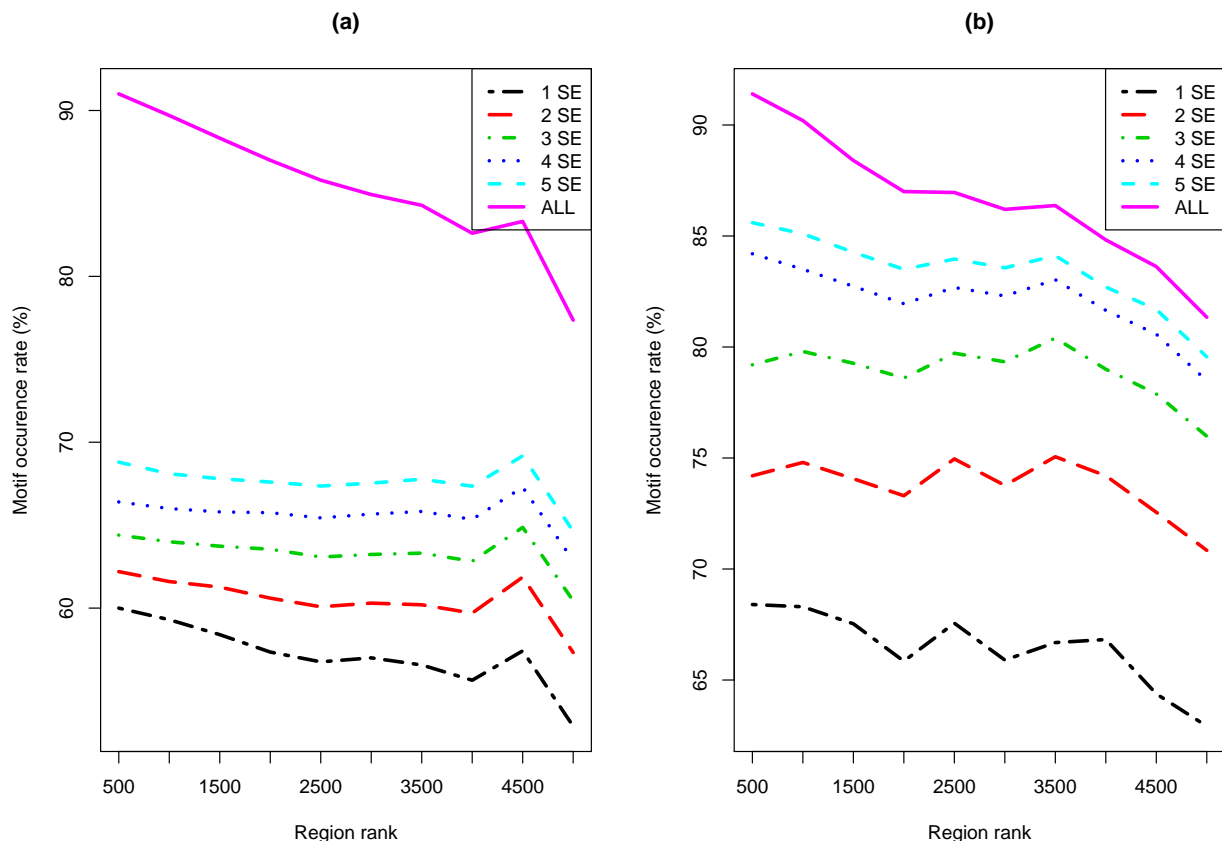 (a)
Motif occurence rate (%)
90
80
70
60
500 1500 2500 3500 4500
Region rank
1 SE
2 SE
3 SE
4 SE
5 SE
ALL
(b)
Motif occurence rate (%)
90
85
80
75
70
65
500 1500 2500 3500 4500
Region rank
1 SE
2 SE
3 SE
4 SE
5 SE
ALL